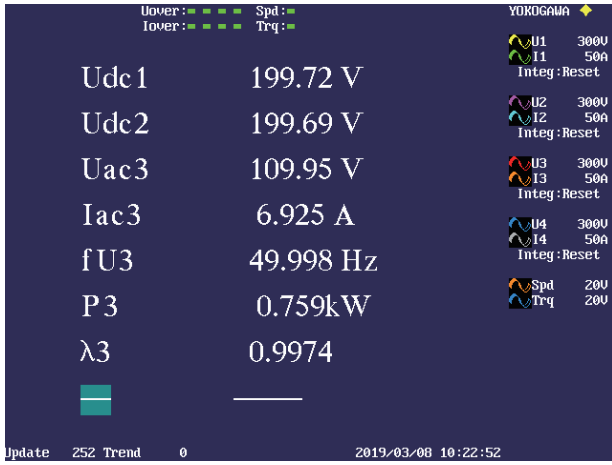 Uover: Spd:
Iover: Trq:
YOKOGAWA
Udc1 199.72 V
Udc2 199.69 V
Uac3 109.95 V
Iac3 6.925 A
fU3 49.998 Hz
P3 0.759kW
λ3 0.9974
U1 300V
I1 50A
Integ:Reset
U2 300V
I2 50A
Integ:Reset
U3 300V
I3 50A
Integ:Reset
U4 300V
I4 50A
Integ:Reset
Spd 20V
Trq 20V
Update 252 Trend 0 2019/03/08 10:22:52